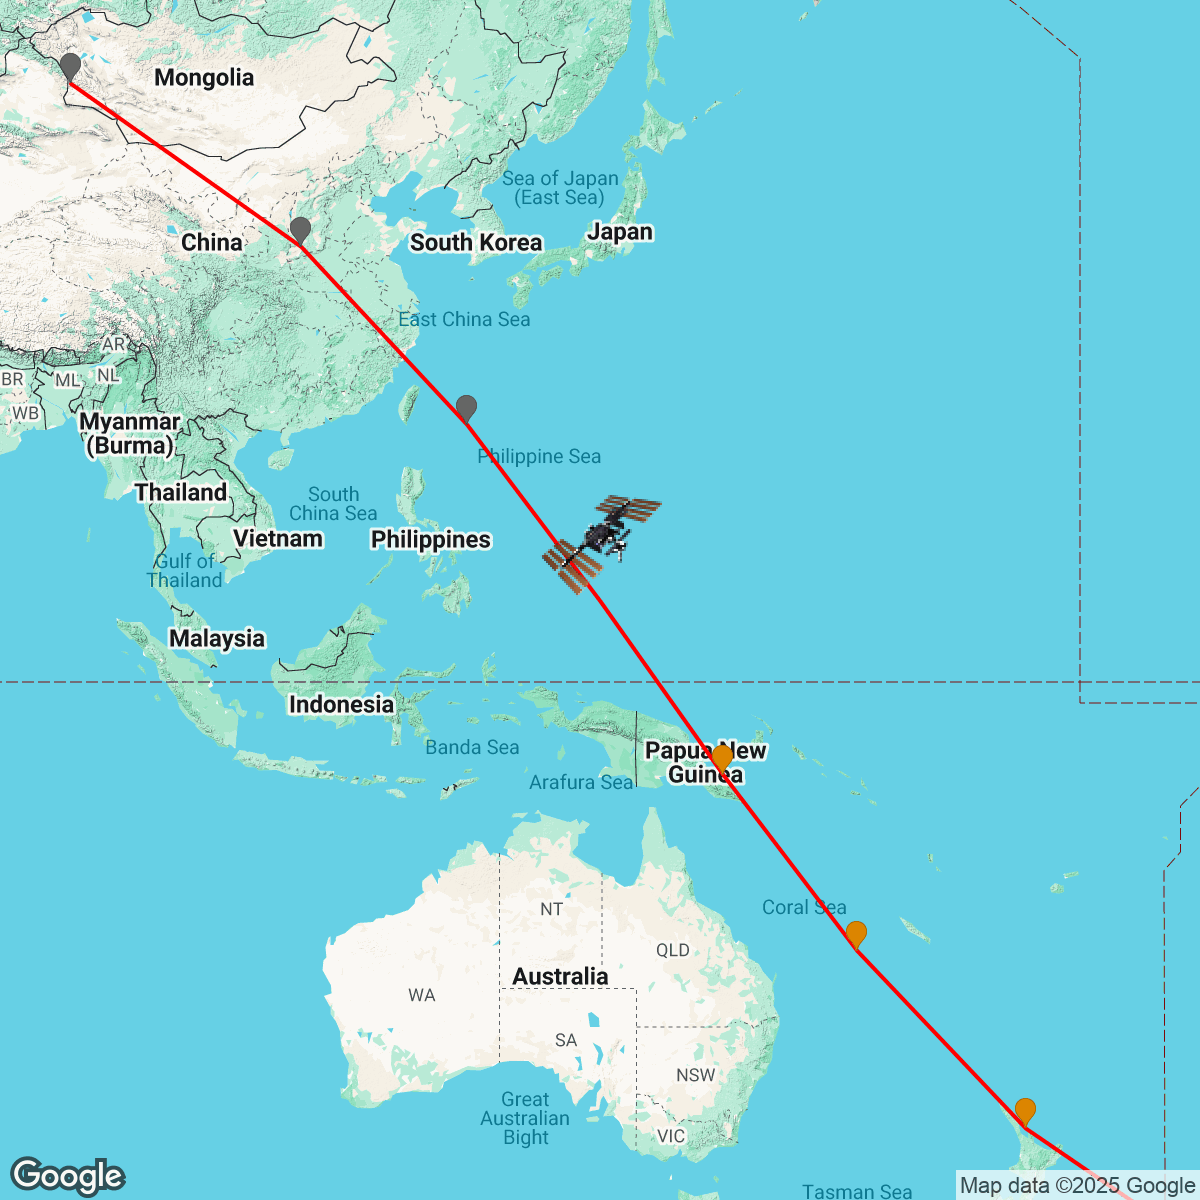 Mongolia
Sea of Japan
(East Sea)
Japan
China
South Korea
East China Sea
AR
BR
ML
NL
WB
Myanmar
(Burma)
Philippine Sea
Thailand
South
China Sea
Vietnam
Philippines
Gulf of
Thailand
Malaysia
Indonesia
Banda Sea
Papua New
Guinea
Arafura Sea
NT
Coral Sea
QLD
Australia
WA
SA
NSW
Great
Australian
Bight
VIC
Tasman Sea
Google
Map data ©2025 Google